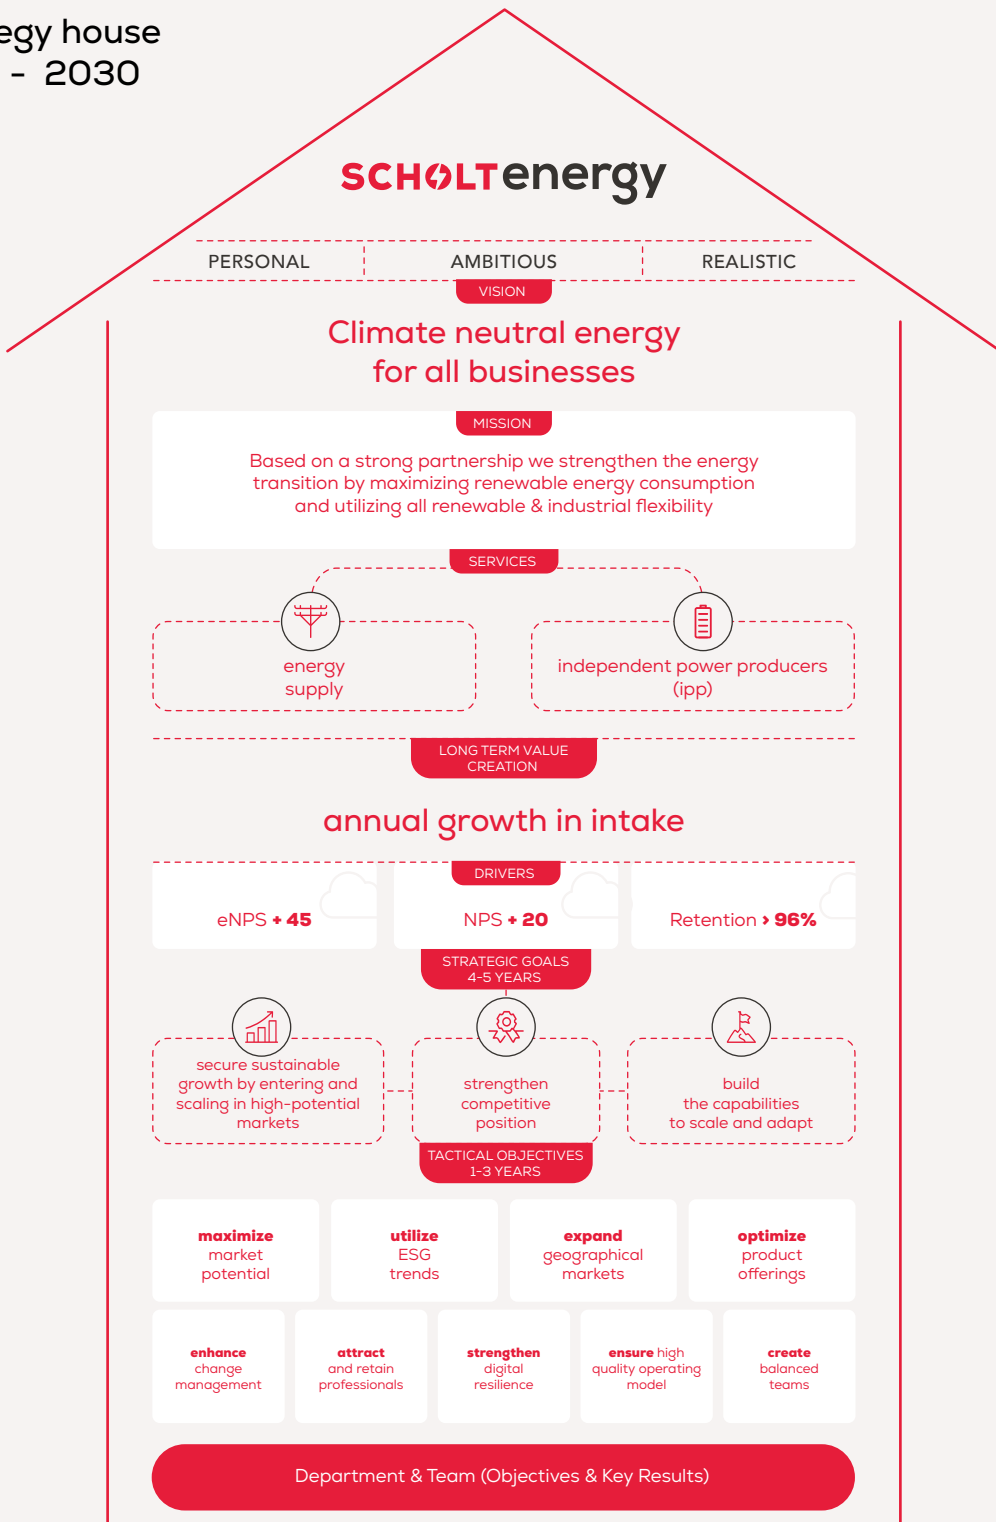 egy house
- 2030
SCHOLT energy
PERSONAL
AMBITIOUS
REALISTIC
VISION
Climate neutral energy
for all businesses
MISSION
Based on a strong partnership we strengthen the energy
transition by maximizing renewable energy consumption
and utilizing all renewable & industrial flexibility
SERVICES
energy
supply
independent power producers
(ipp)
LONG TERM VALUE
CREATION
annual growth in intake
DRIVERS
eNPS + 45
NPS + 20
Retention > 96%
STRATEGIC GOALS
4-5 YEARS
secure sustainable
growth by entering and
scaling in high-potential
markets
strengthen
competitive
position
build
the capabilities
to scale and adapt
TACTICAL OBJECTIVES
1-3 YEARS
maximize
market
potential
utilize
ESG
trends
expand
geographical
markets
optimize
product
offerings
enhance
change
management
attract
and retain
professionals
strengthen
digital
resilience
ensure high
quality operating
model
create
balanced
teams
Department & Team (Objectives & Key Results)